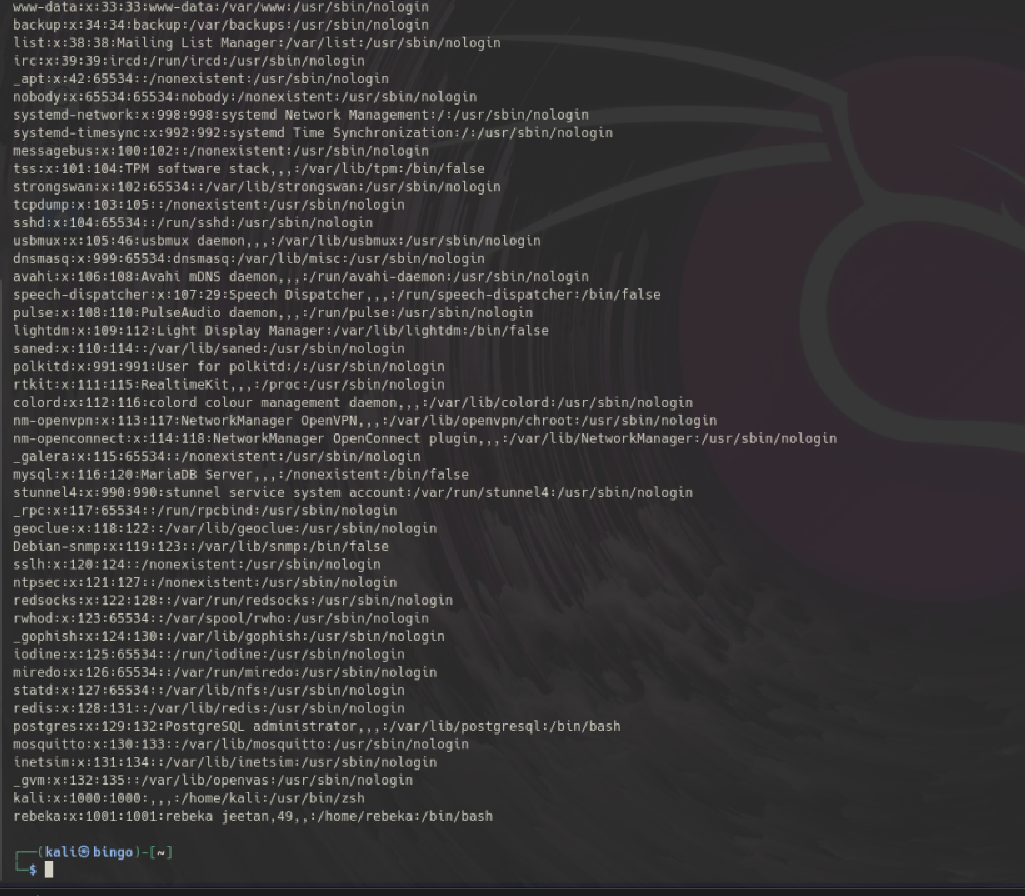 www-data:x:33:33:www-data:/var/www:/usr/sbin/nologin
backup:x:34:34:backup:/var/backups:/usr/sbin/nologin
list:x:38:38:Mailing List Manager:/var/list:/usr/sbin/nologin
irc:x:39:39:ircd:/run/ircd:/usr/sbin/nologin
_apt:x:42:65534::/nonexistent:/usr/sbin/nologin
nobody:x:65534:65534:nobody:/nonexistent:/usr/sbin/nologin
systemd-network:x:998:998:systemd Network Management:/:/usr/sbin/nologin
systemd-timesync:x:992:992:systemd Time Synchronization:/:/usr/sbin/nologin
messagebus:x:100:102::/nonexistent:/usr/sbin/nologin
tss:x:101:104:TPM software stack,,,:/var/lib/tpm:/bin/false
strongswan:x:102:65534::/var/lib/strongswan:/usr/sbin/nologin
tcpdump:x:103:105::/nonexistent:/usr/sbin/nologin
sshd:x:104:65534::/run/sshd:/usr/sbin/nologin
usbmux:x:105:46:usbmux daemon,,,:/var/lib/usbmux:/usr/sbin/nologin
dnsmasq:x:999:65534:dnsmasq:/var/lib/misc:/usr/sbin/nologin
avahi:x:106:108:Avahi mDNS daemon,,,:/run/avahi-daemon:/usr/sbin/nologin
speech-dispatcher:x:107:29:Speech Dispatcher,,,:/run/speech-dispatcher:/bin/false
pulse:x:108:110:PulseAudio daemon,,,:/run/pulse:/usr/sbin/nologin
lightdm:x:109:112:Light Display Manager:/var/lib/lightdm:/bin/false
saned:x:110:114::/var/lib/saned:/usr/sbin/nologin
polkitd:x:991:991:User for polkitd:/:/usr/sbin/nologin
rtkit:x:111:115:RealtimeKit,,,:/proc:/usr/sbin/nologin
colord:x:112:116:colord colour management daemon,,,:/var/lib/colord:/usr/sbin/nologin
nm-openvpn:x:113:117:NetworkManager OpenVPN,,,:/var/lib/openvpn/chroot:/usr/sbin/nologin
nm-openconnect:x:114:118:NetworkManager OpenConnect plugin,,,:/var/lib/NetworkManager:/usr/sbin/nologin
_galera:x:115:65534::/nonexistent:/usr/sbin/nologin
mysql:x:116:120:MariaDB Server,,,:/nonexistent:/bin/false
stunnel4:x:990:990:stunnel service system account:/var/run/stunnel4:/usr/sbin/nologin
_rpc:x:117:65534::/run/rpcbind:/usr/sbin/nologin
geoclue:x:118:122::/var/lib/geoclue:/usr/sbin/nologin
Debian-snmp:x:119:123::/var/lib/snmp:/bin/false
sslh:x:120:124::/nonexistent:/usr/sbin/nologin
ntpsec:x:121:127::/nonexistent:/usr/sbin/nologin
redsocks:x:122:128::/var/run/redsocks:/usr/sbin/nologin
rwhod:x:123:65534::/var/spool/rwho:/usr/sbin/nologin
_gophish:x:124:130::/var/lib/gophish:/usr/sbin/nologin
iodine:x:125:65534::/run/iodine:/usr/sbin/nologin
miredo:x:126:65534::/var/run/miredo:/usr/sbin/nologin
statd:x:127:65534::/var/lib/nfs:/usr/sbin/nologin
redis:x:128:131::/var/lib/redis:/usr/sbin/nologin
postgres:x:129:132:PostgreSQL administrator,,,:/var/lib/postgresql:/bin/bash
mosquitto:x:130:133::/var/lib/mosquitto:/usr/sbin/nologin
inetsim:x:131:134::/var/lib/inetsim:/usr/sbin/nologin
_gvm:x:132:135::/var/lib/openvas:/usr/sbin/nologin
kali:x:1000:1000:,,,:/home/kali:/usr/bin/zsh
rebeka:x:1001:1001:rebeka jeetan,49,,:/home/rebeka:/bin/bash
┌──(kali㉿bingo)-[~]
└─$